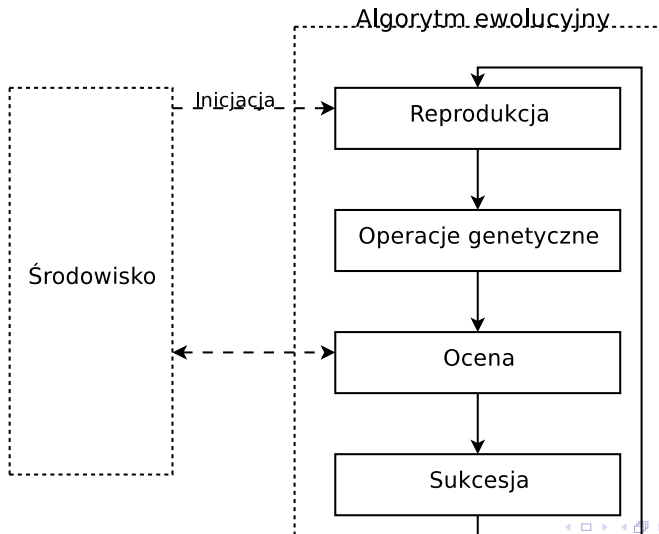 Algorytm ewolucyjny
Inicjacja
Reprodukcja
Operacje genetyczne
Środowisko
Ocena
Sukcesja